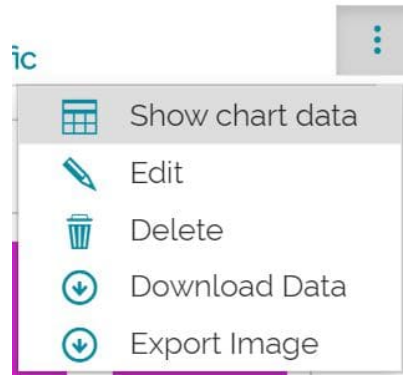 ic
Show chart data
Edit
Delete
Download Data
Export Image